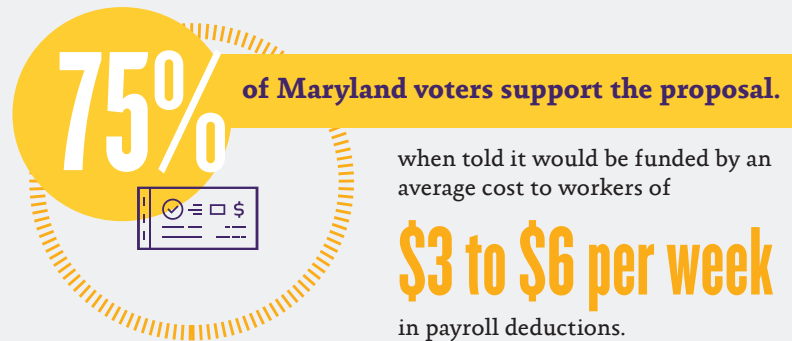 75%
of Maryland voters support the proposal.
when told it would be funded by an
average cost to workers of
$3 to $6 per week
in payroll deductions.
$